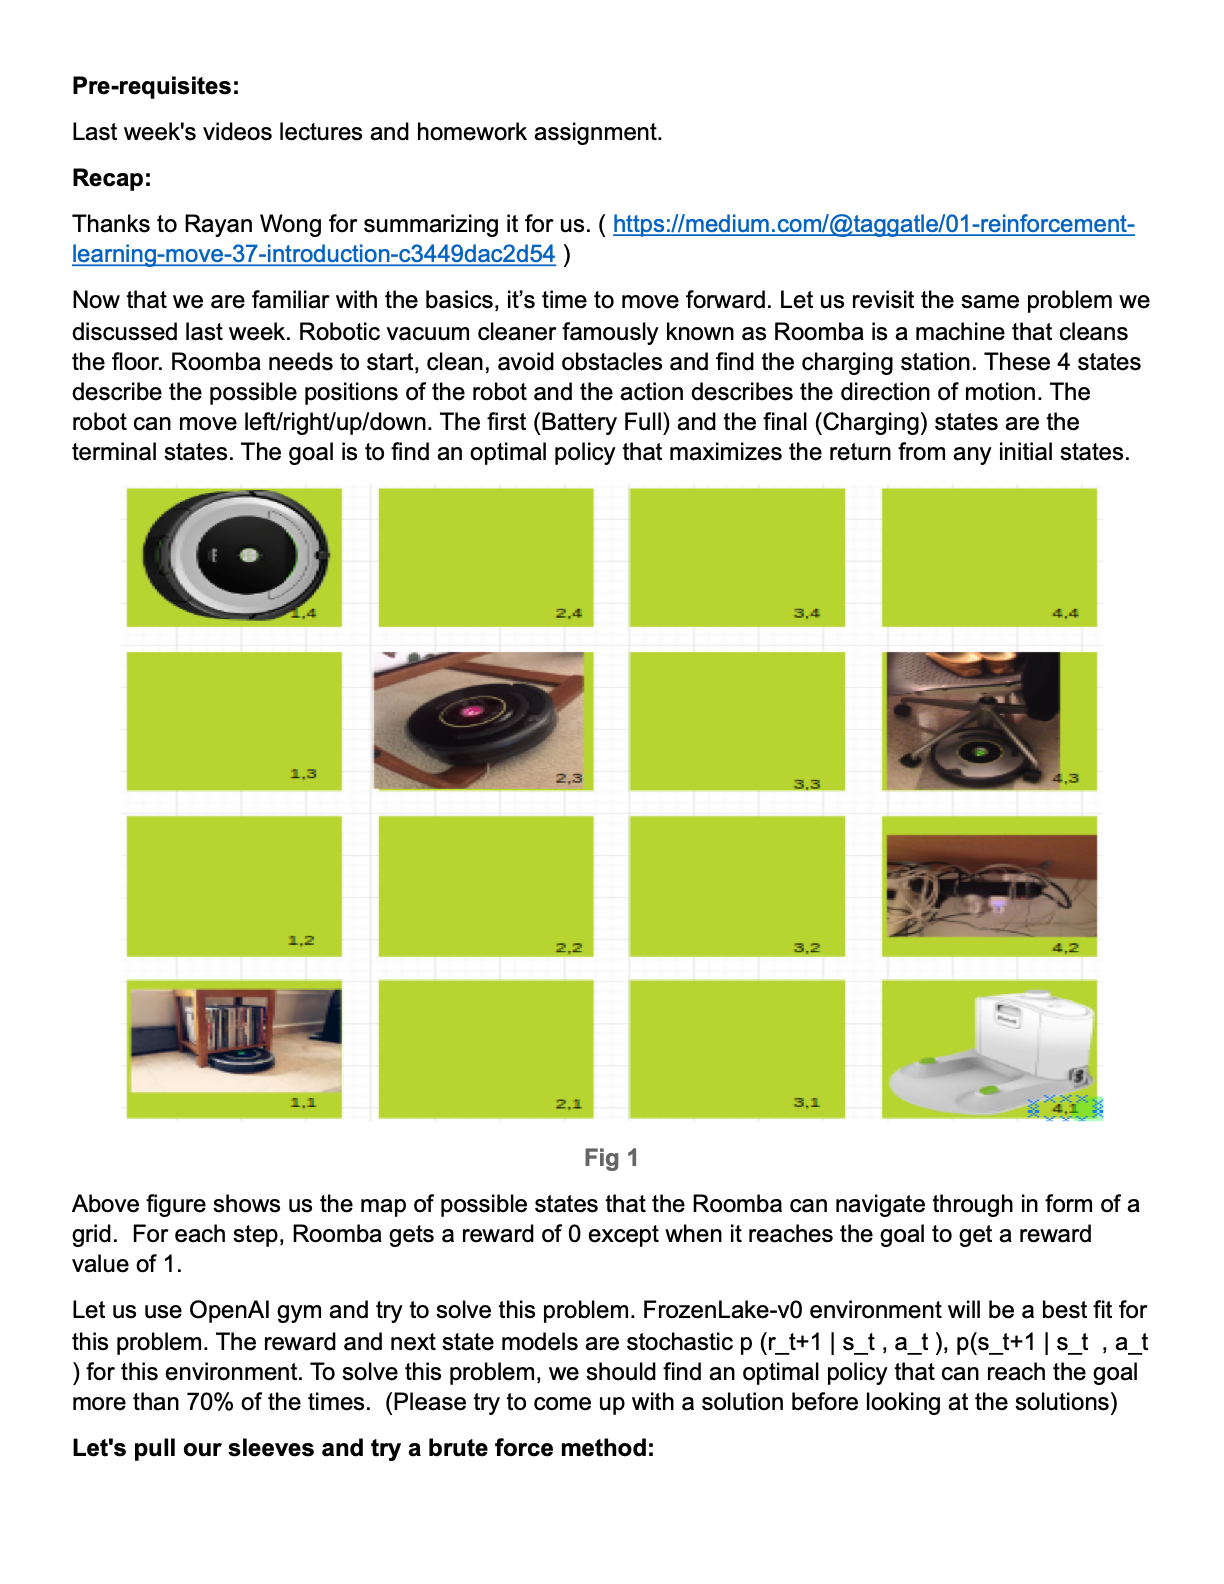 Pre-requisites:
Last week's videos lectures and homework assignment.
Recap:
Thanks to Rayan Wong for summarizing it for us. ( https://medium.com/@taggatle/01-reinforcement-
learning-move-37-introduction-c3449dac2d54 )
Now that we are familiar with the basics, it’s time to move forward. Let us revisit the same problem we
discussed last week. Robotic vacuum cleaner famously known as Roomba is a machine that cleans
the floor. Roomba needs to start, clean, avoid obstacles and find the charging station. These 4 states
describe the possible positions of the robot and the action describes the direction of motion. The
robot can move left/right/up/down. The first (Battery Full) and the final (Charging) states are the
terminal states. The goal is to find an optimal policy that maximizes the return from any initial states.
1,4 2,4 3,4 4,4
1,3 2,3 3,3 4,3
1,2 2,2 3,2 4,2
1,1 2,1 3,1 4,1
Fig 1
Above figure shows us the map of possible states that the Roomba can navigate through in form of a
grid.  For each step, Roomba gets a reward of 0 except when it reaches the goal to get a reward
value of 1.
Let us use OpenAI gym and try to solve this problem. FrozenLake-v0 environment will be a best fit for
this problem. The reward and next state models are stochastic p (r_t+1 | s_t , a_t ), p(s_t+1 | s_t  , a_t
) for this environment. To solve this problem, we should find an optimal policy that can reach the goal
more than 70% of the times.  (Please try to come up with a solution before looking at the solutions)
Let's pull our sleeves and try a brute force method: